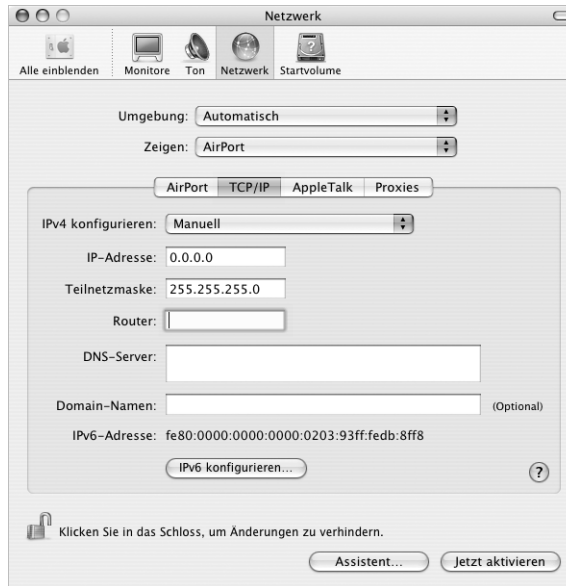 Netzwerk
Alle einblenden Monitore Ton Netzwerk Startvolume
Umgebung: Automatisch
Zeigen: AirPort
AirPort TCP/IP AppleTalk Proxies
IPv4 konfigurieren: Manuell
IP-Adresse: 0.0.0.0
Teilnetzmaske: 255.255.255.0
Router:
DNS-Server:
Domain-Namen: (Optional)
IPv6-Adresse: fe80:0000:0000:0000:0203:93ff:fedb:8ff8
IPv6 konfigurieren... ?
Klicken Sie in das Schloss, um Änderungen zu verhindern.
Assistent... Jetzt aktivieren